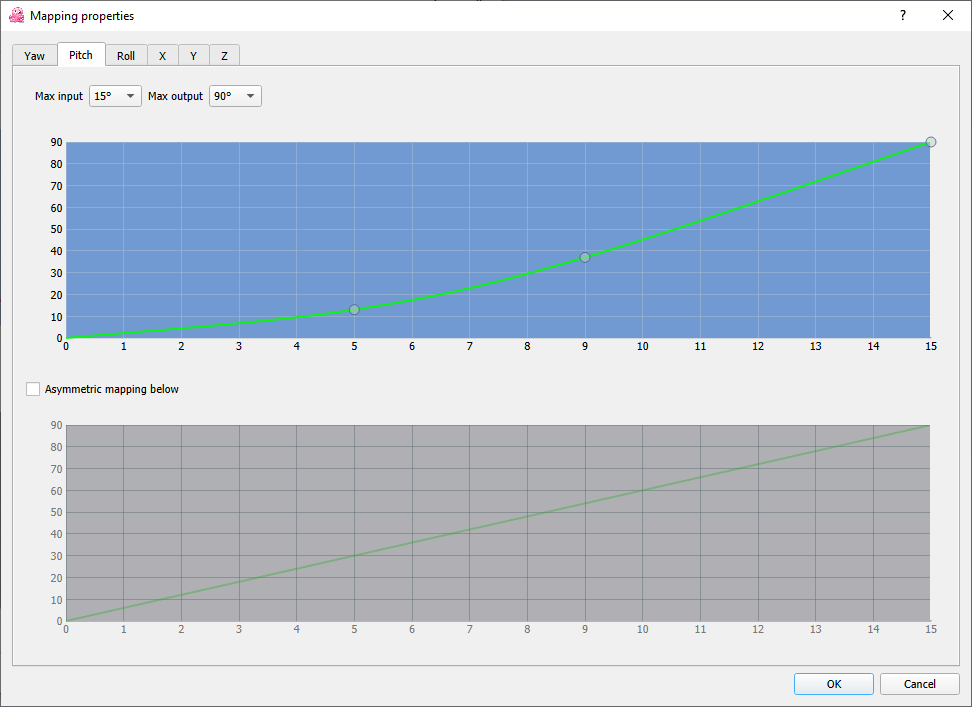 Mapping properties ?
Yaw Pitch Roll X Y Z
Max input 15° Max output 90°
90
80
70
60
50
40
30
20
10
0
0 1 2 3 4 5 6 7 8 9 10 11 12 13 14 15
Asymmetric mapping below
90
80
70
60
50
40
30
20
10
0
0 1 2 3 4 5 6 7 8 9 10 11 12 13 14 15
OK Cancel